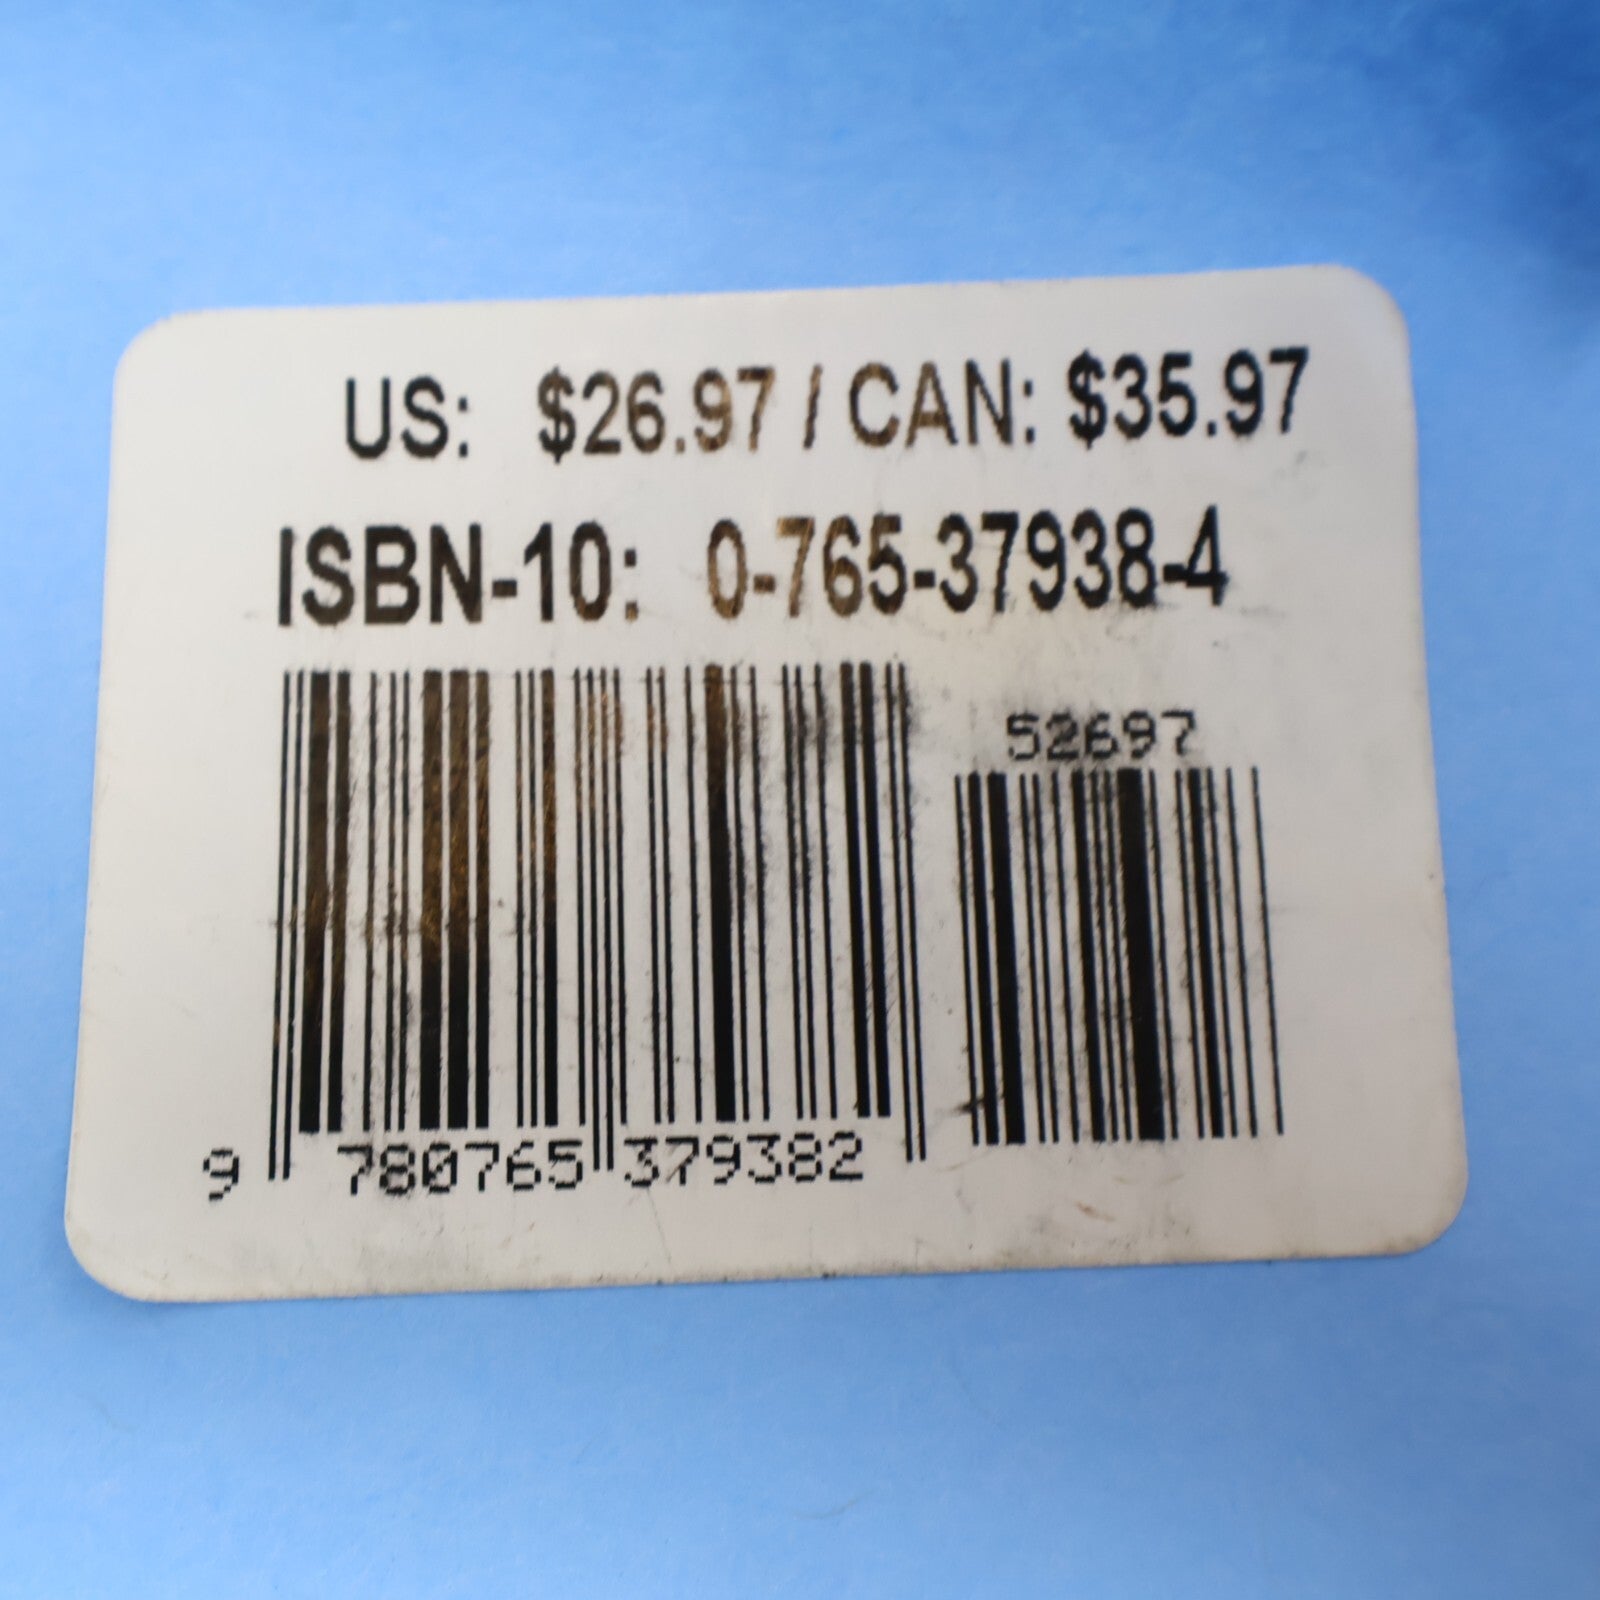 US: $26.97 / CAN: $35.97
ISBN-10: 0-765-37938-4
52697
9 780765 379382